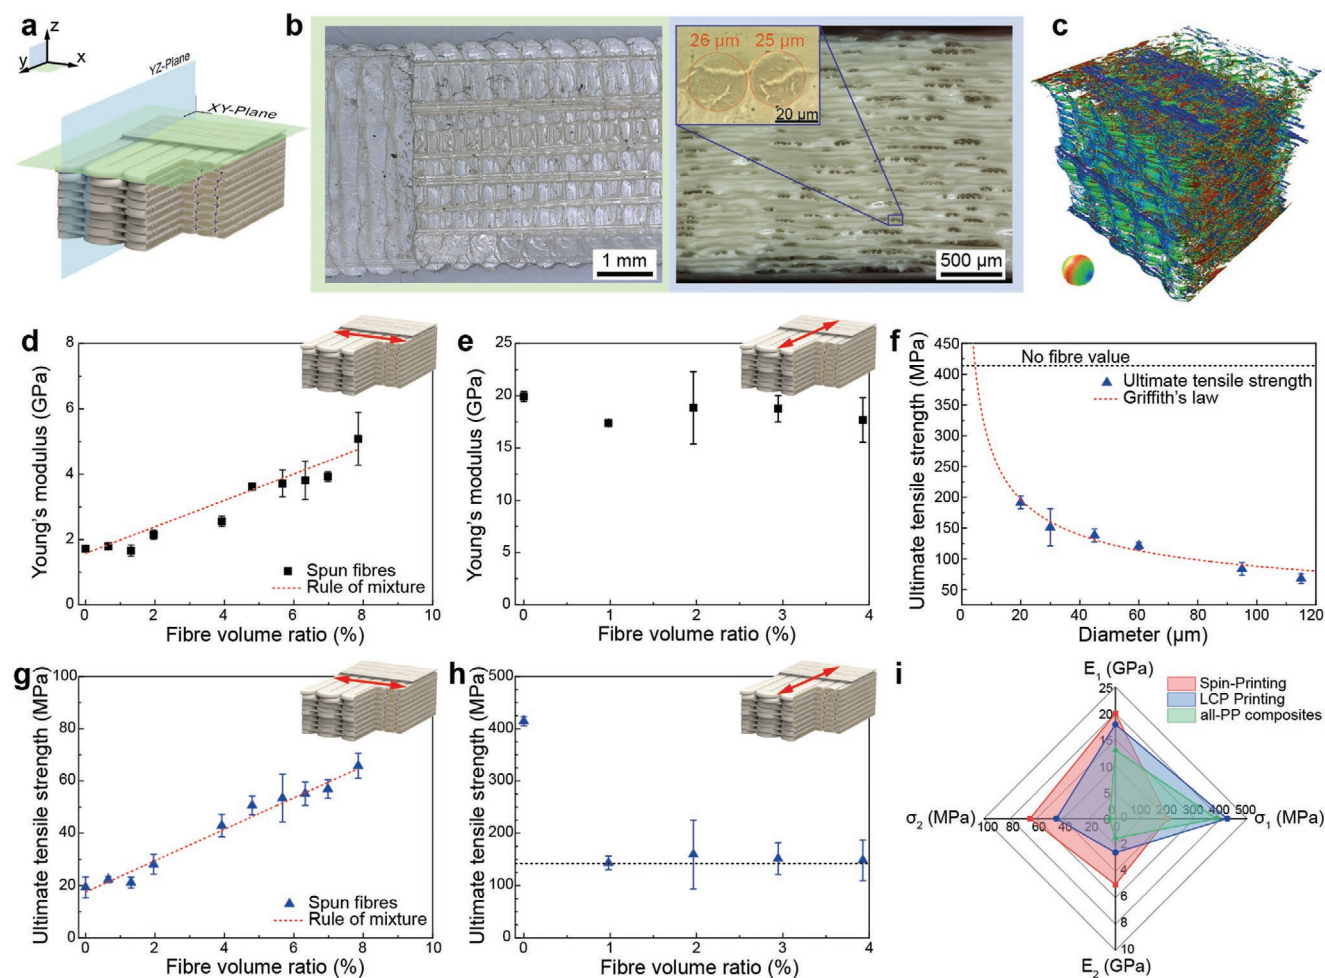 a
z
y
x
YZ-Plane
XY-Plane
b
26 µm
25 µm
20 µm
1 mm
500 µm
c
d
Young's modulus (GPa)
8
6
4
2
0
Spun fibres
Rule of mixture
0 2 4 6 8 10
Fibre volume ratio (%)
e
Young's modulus (GPa)
25
20
15
10
5
0
0 1 2 3 4
Fibre volume ratio (%)
f
Ultimate tensile strength (MPa)
450
400
350
300
250
200
150
100
50
No fibre value
Ultimate tensile strength
Griffith's law
0 20 40 60 80 100 120
Diameter (µm)
g
Ultimate tensile strength (MPa)
100
80
60
40
20
0
Spun fibres
Rule of mixture
0 2 4 6 8 10
Fibre volume ratio (%)
h
Ultimate tensile strength (MPa)
500
400
300
200
100
0
0 1 2 3 4
Fibre volume ratio (%)
i
E₁ (GPa)
25
20
15
10
5
0
Spin-Printing
LCP Printing
all-PP composites
σ₂ (MPa)
100 80 60 40 20 0
0 100 200 300 400 500
σ₁ (MPa)
2
4
6
8
10
E₂ (GPa)